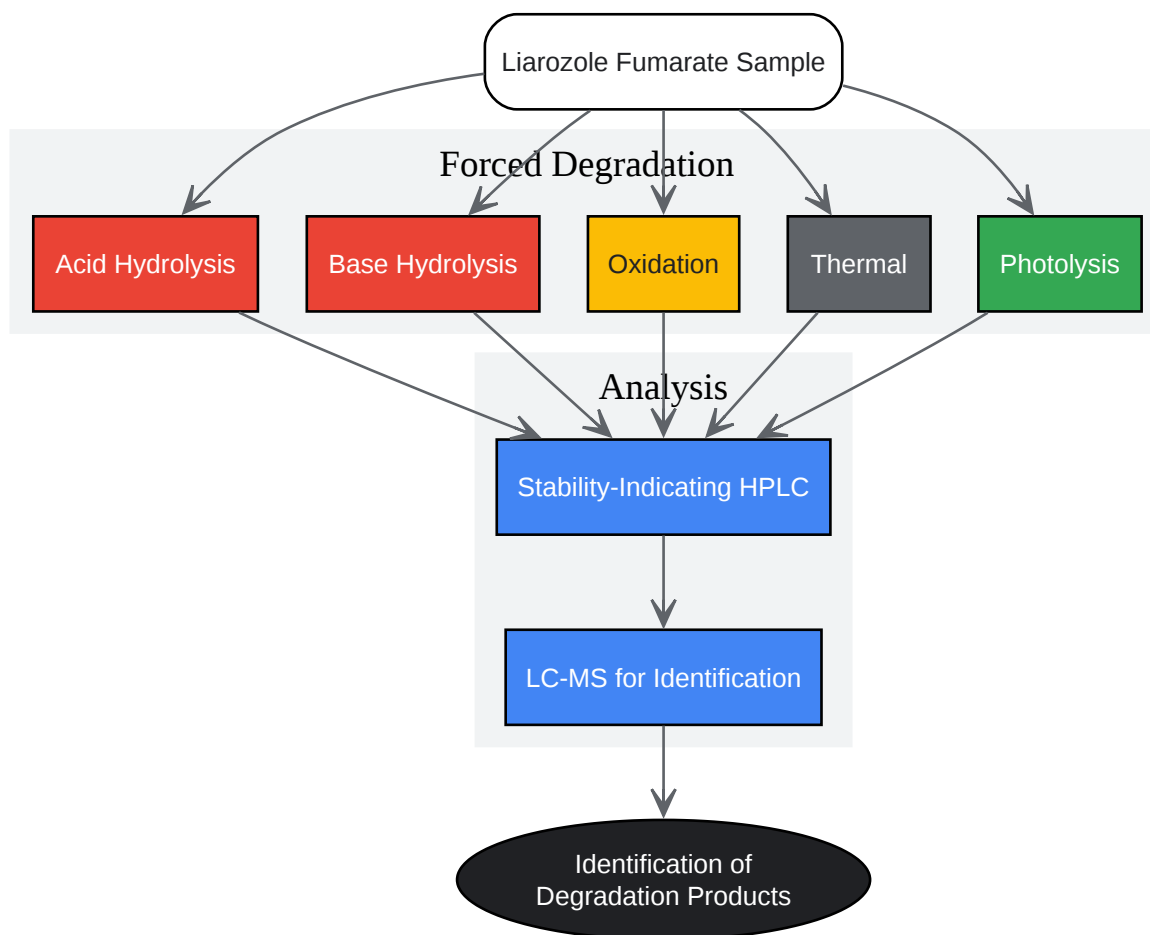 Liarozole Fumarate Sample
Forced Degradation
Acid Hydrolysis
Base Hydrolysis
Oxidation
Thermal
Photolysis
Analysis
Stability-Indicating HPLC
LC-MS for Identification
Identification of
Degradation Products